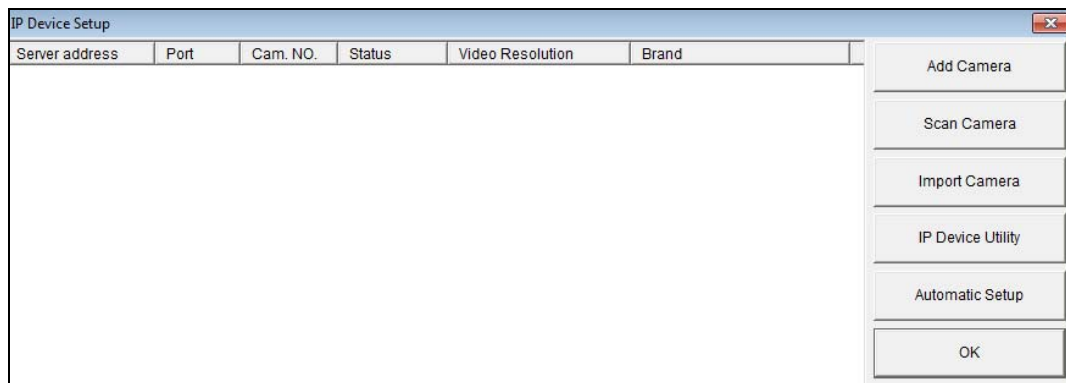 IP Device Setup
Server address Port Cam. NO. Status Video Resolution Brand
Add Camera
Scan Camera
Import Camera
IP Device Utility
Automatic Setup
OK